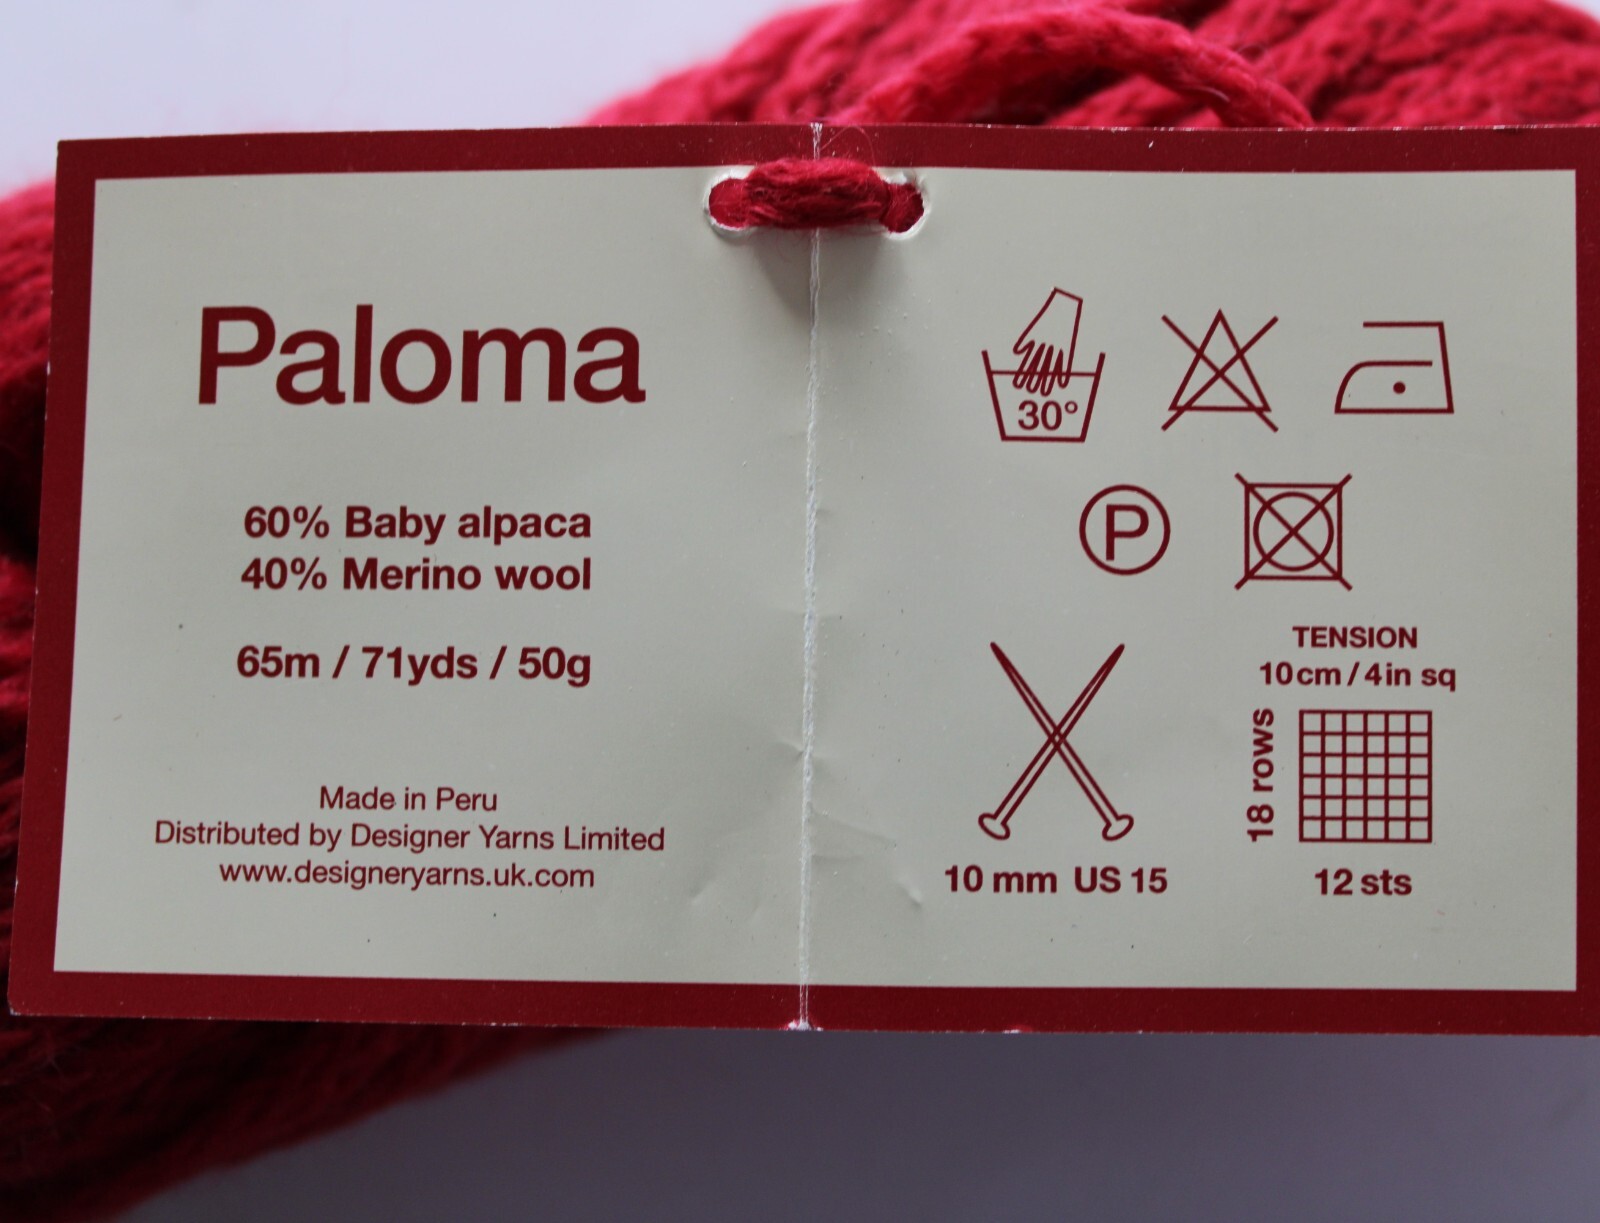 Paloma
60% Baby alpaca
40% Merino wool
65m / 71yds / 50g
Made in Peru
Distributed by Designer Yarns Limited
www.designeryarns.uk.com
30°
P
10 mm US 15
TENSION
10cm / 4in sq
18 rows
12 sts